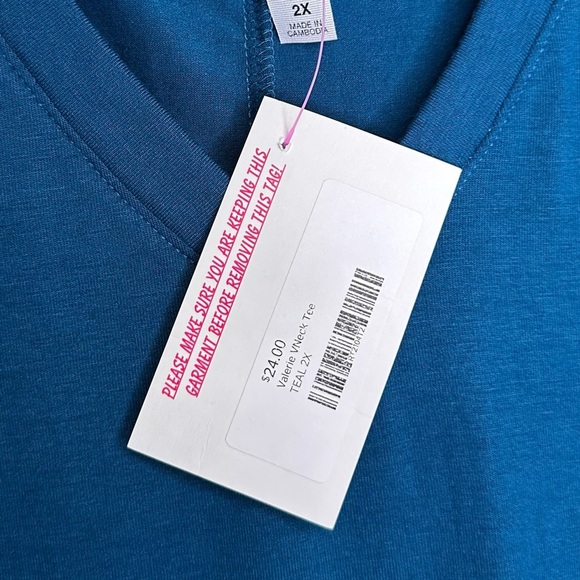 2X
MADE IN
CAMBODIA
PLEASE MAKE SURE YOU ARE KEEPING THIS
GARMENT BEFORE REMOVING THIS TAG!
$24.00
Valerie VNeck Tee
TEAL 2X